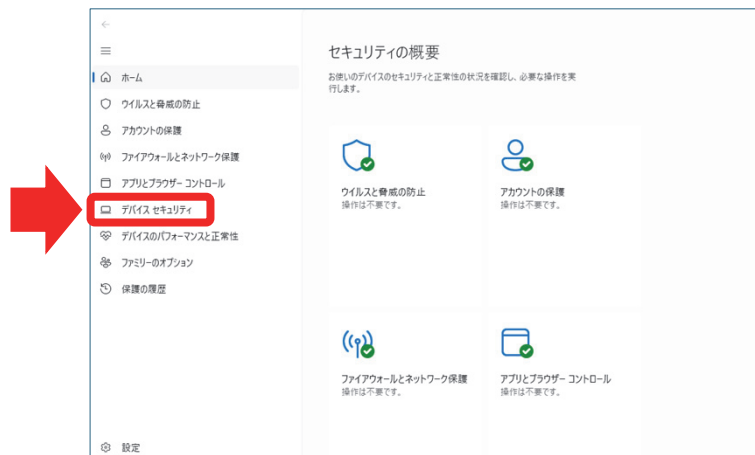 セキュリティの概要
お使いのデバイスのセキュリティと正常性の状況を確認し、必要な操作を実
行します。
ホーム
ウイルスと脅威の防止
アカウントの保護
ファイアウォールとネットワーク保護
アプリとブラウザー コントロール
デバイス セキュリティ
デバイスのパフォーマンスと正常性
ファミリーのオプション
保護の履歴
設定
ウイルスと脅威の防止
操作は不要です。
アカウントの保護
操作は不要です。
ファイアウォールとネットワーク保護
操作は不要です。
アプリとブラウザー コントロール
操作は不要です。